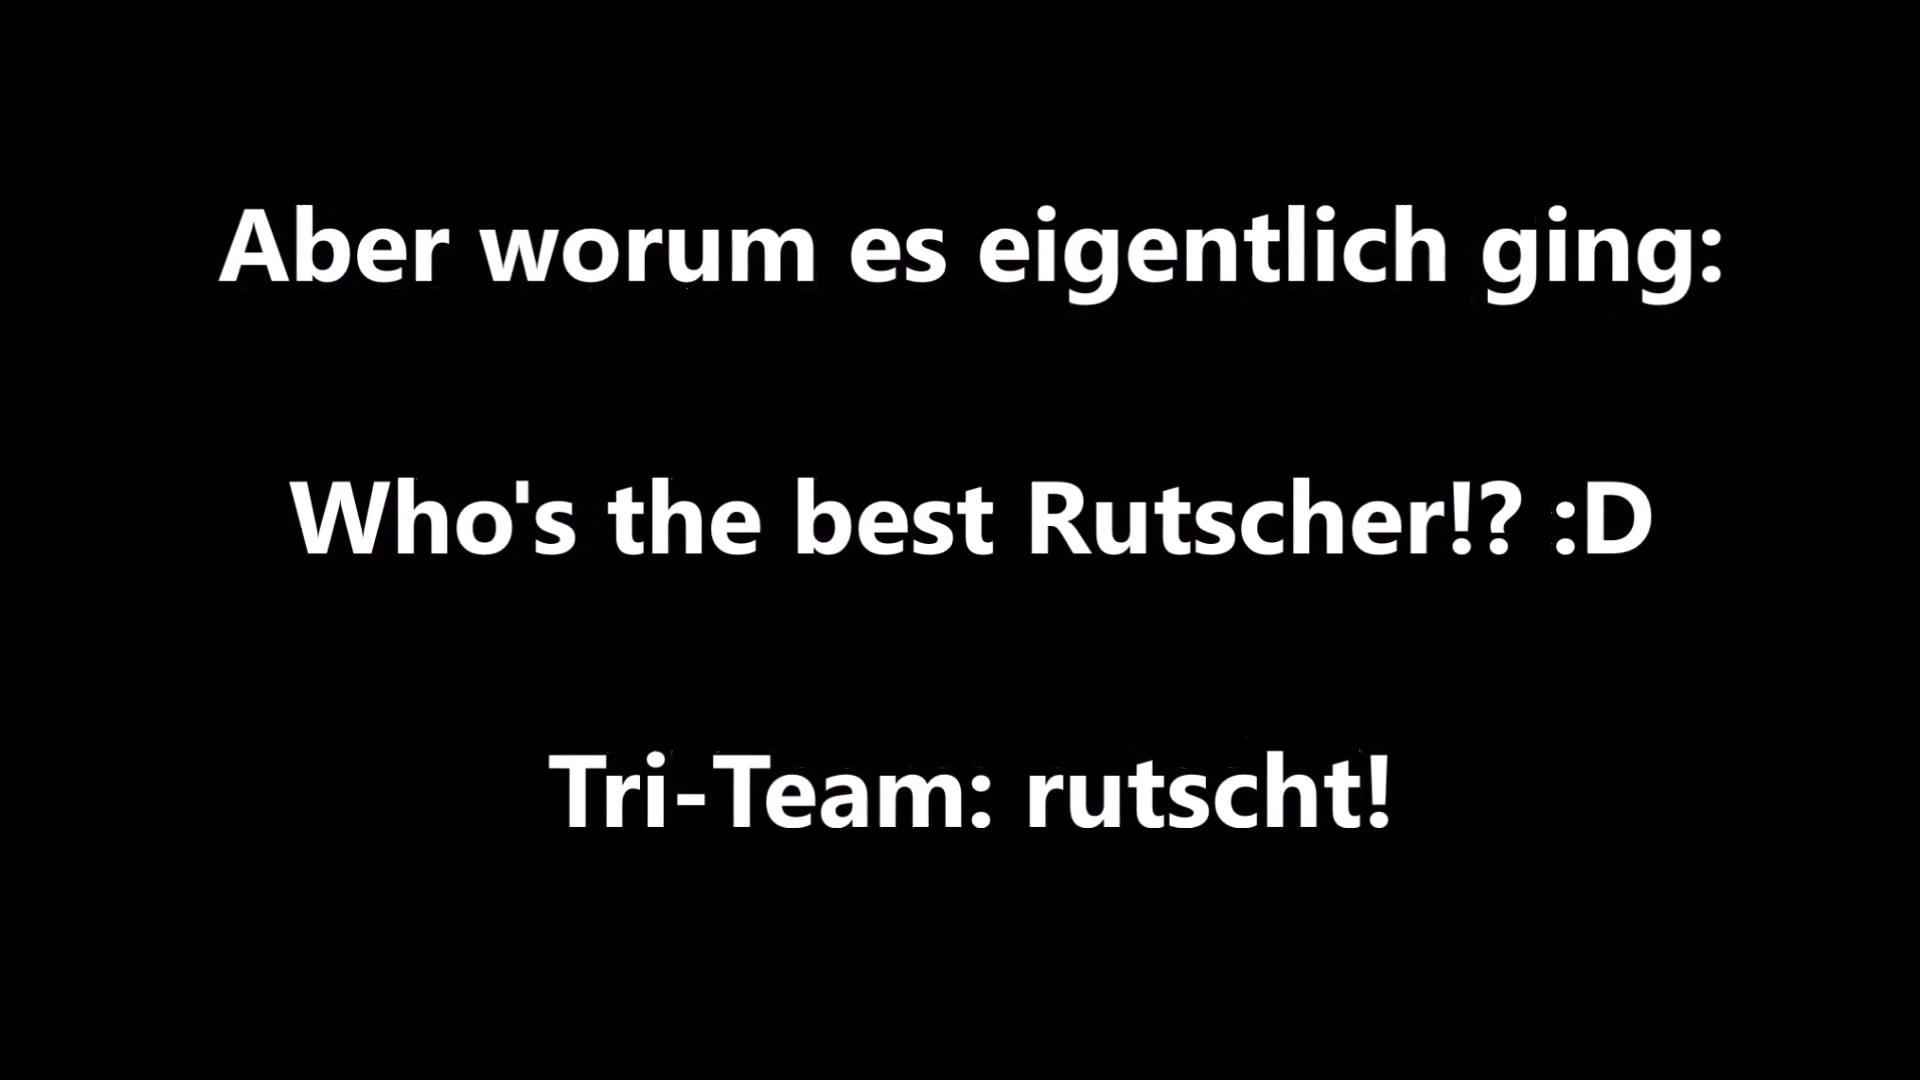 Aber worum es eigentlich ging:
Who's the best Rutscher!? :D
Tri-Team: rutscht!